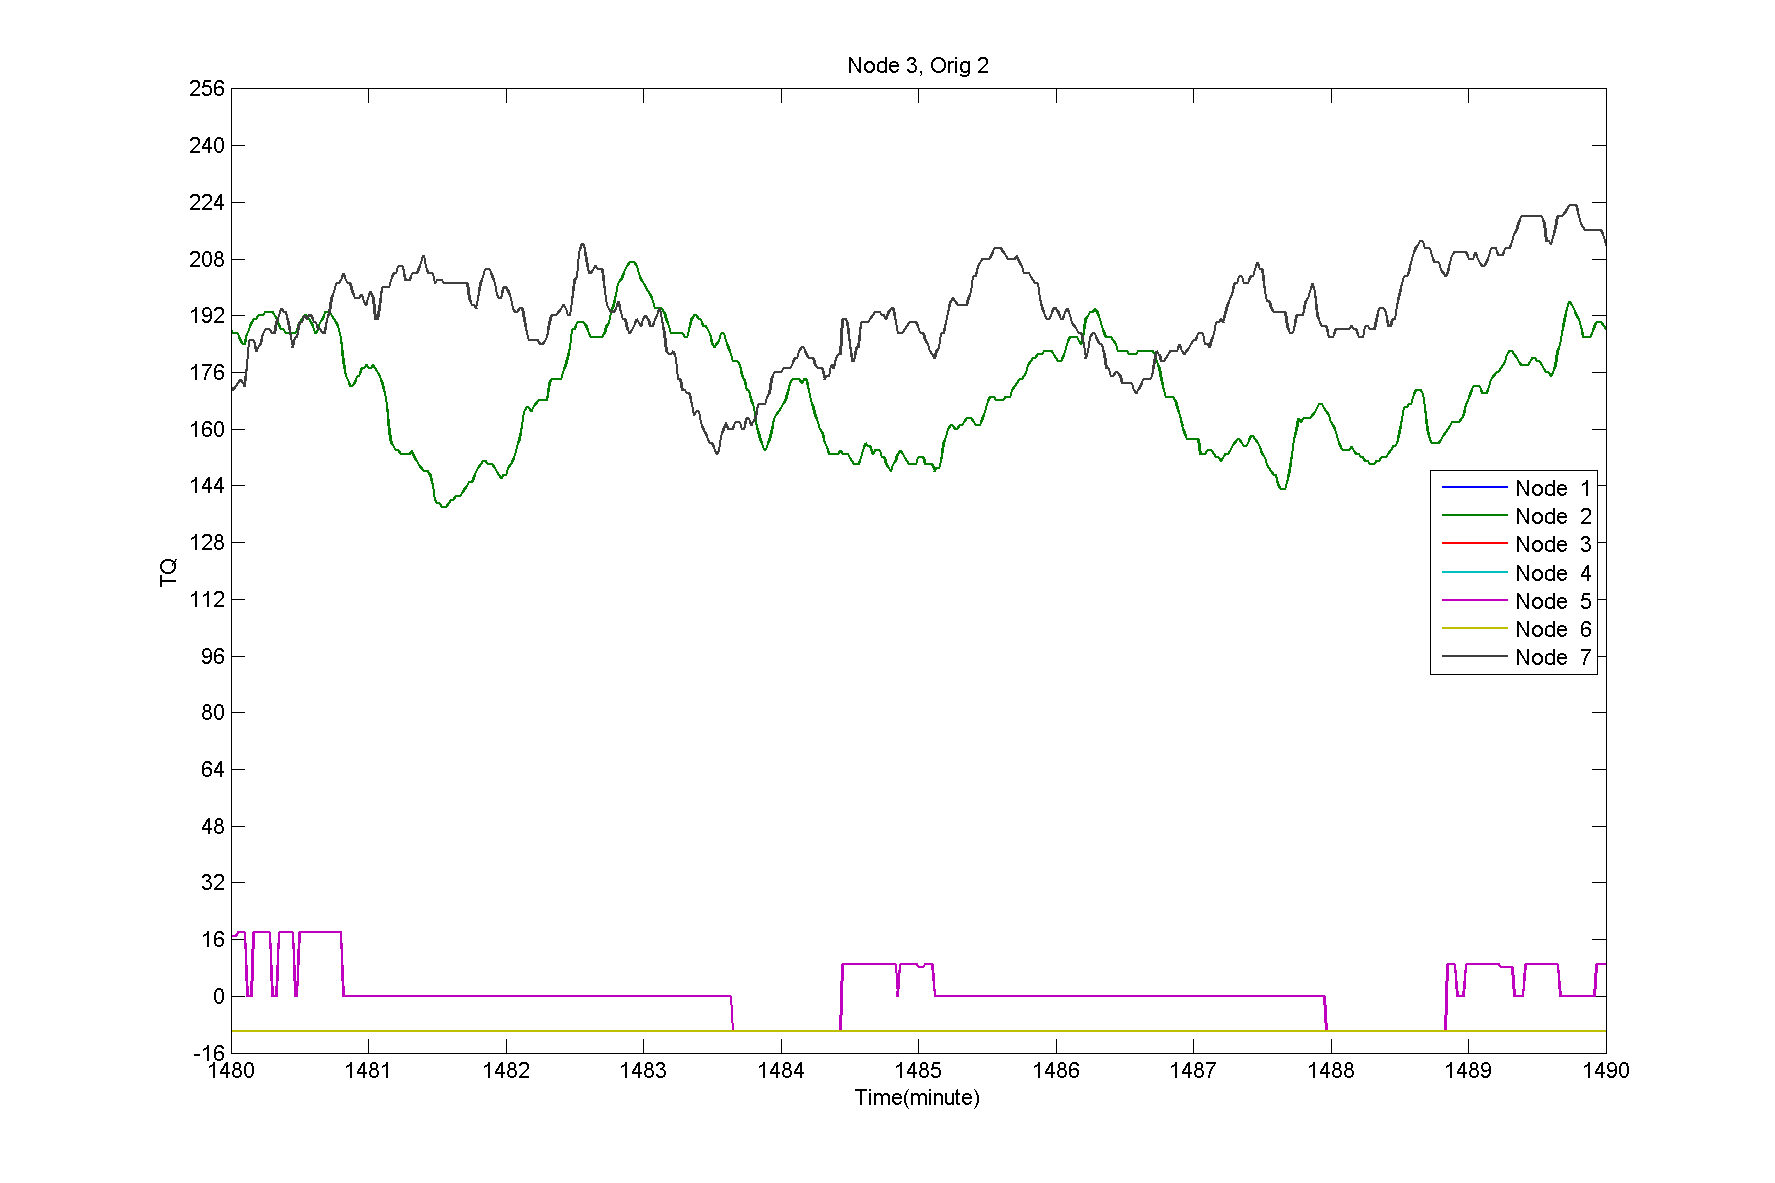 Node 3, Orig 2
256
240
224
208
192
176
160
144
128
112
96
80
64
48
32
16
0
-16
TQ
Node 1
Node 2
Node 3
Node 4
Node 5
Node 6
Node 7
1480 1481 1482 1483 1484 1485 1486 1487 1488 1489 1490
Time(minute)